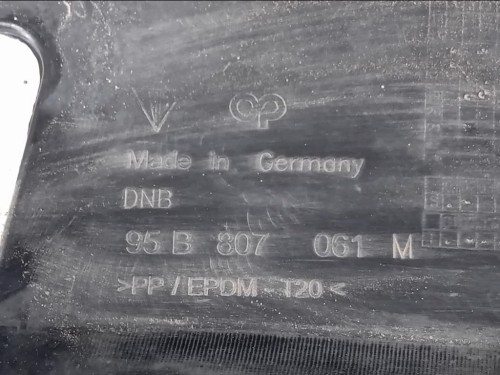 Made in Germany
DNB
95 B 807 061 M
>PP / EPDM - T20<